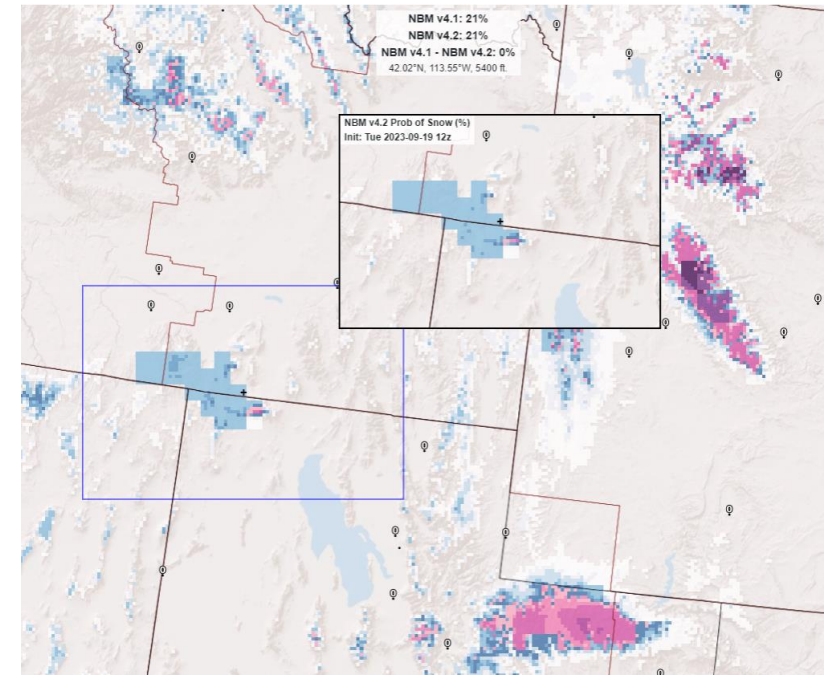 NBM v4.1: 21%
NBM v4.2: 21%
NBM v4.1 - NBM v4.2: 0%
42.02°N, 113.55°W, 5400 ft.
NBM v4.2 Prob of Snow (%)
Init: Tue 2023-09-19 12z